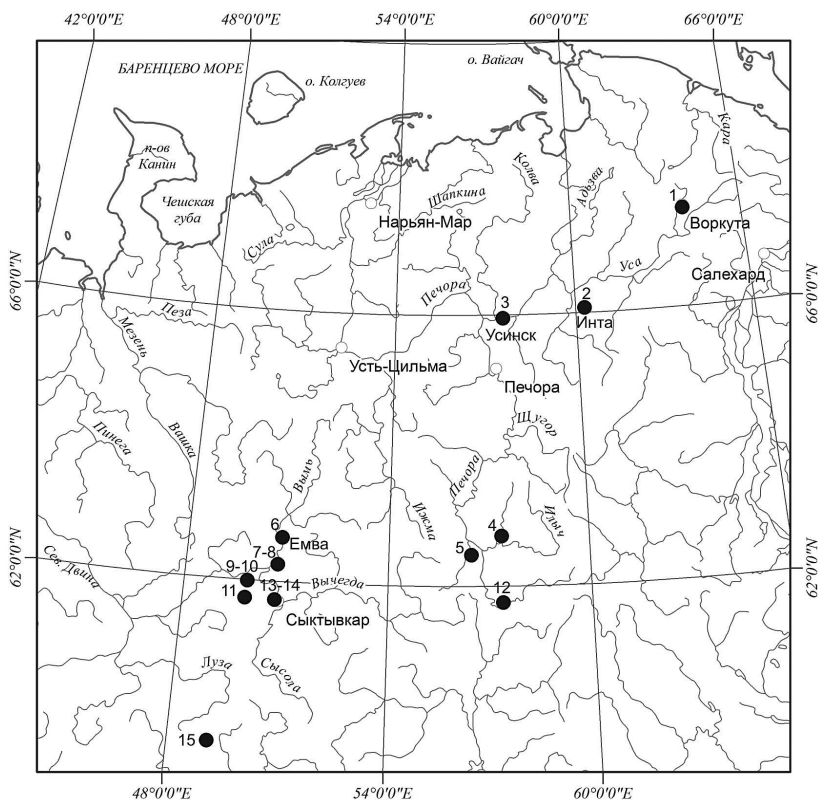 42°0'0"E 48°0'0"E 54°0'0"E 60°0'0"E 66°0'0"E
БАРЕНЦЕВО МОРЕ
о. Колгуев
о. Вайгач
п-ов
Канин
Чешская
губа
Кара
Колва
Адьзва
Шапкина
Нарьян-Мар
1
Воркута
Сула
Уса
Салехард
66°0'0"N
66°0'0"N
Печора
3
2
Пеза
Усинск
Инта
Мезень
Усть-Цильма
Печора
Щугор
Пинега
Вашка
Вымь
Печора
Ижма
Илыч
6
Емва
4
5
7-8
62°0'0"N
62°0'0"N
Сев. Двина
9-10
11
13-14
Вычегда
12
Сыктывкар
Луза
Сысола
15
48°0'0"E 54°0'0"E 60°0'0"E